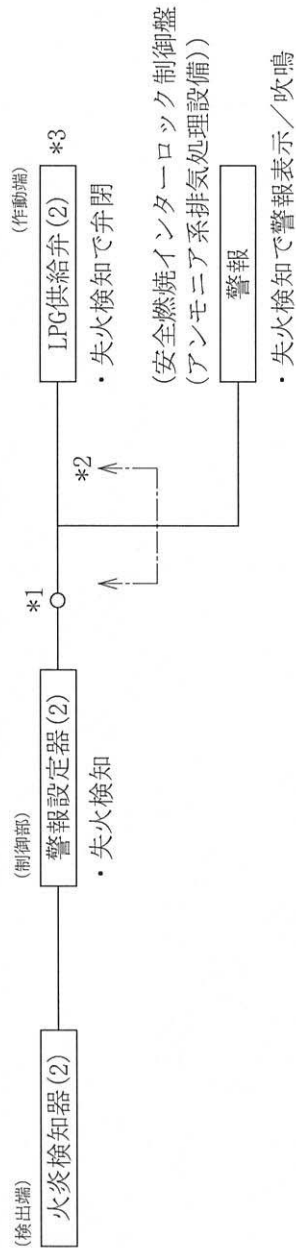 (検出端)
火炎検知器(2)
(制御部)
警報設定器(2)
・失火検知
*1
*2
(作動端)
LPG供給弁(2)
*3
・失火検知で弁閉
(安全燃焼インターロック制御盤
(アンモニア系排気処理設備))
警報
・失火検知で警報表示/吹鳴